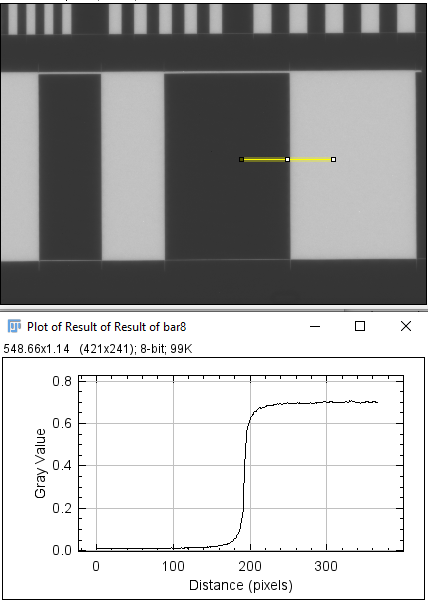 Plot of Result of Result of bar8
548.66x1.14 (421x241); 8-bit; 99K
0.8
0.6
0.4
0.2
0.0
Gray Value
0 100 200 300
Distance (pixels)